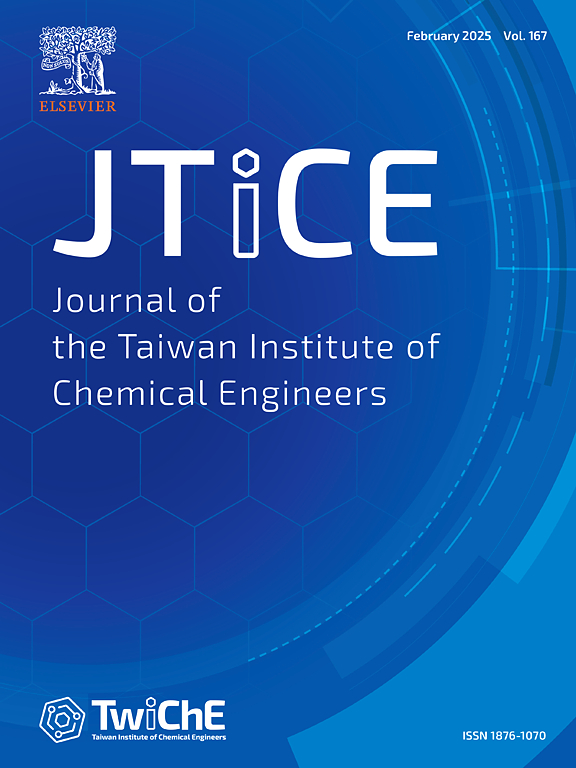 February 2025 Vol. 167
ELSEVIER
JTiCE
Journal of
the Taiwan Institute of
Chemical Engineers
TwiChE
Taiwan Institute of Chemical Engineers
ISSN 1876-1070